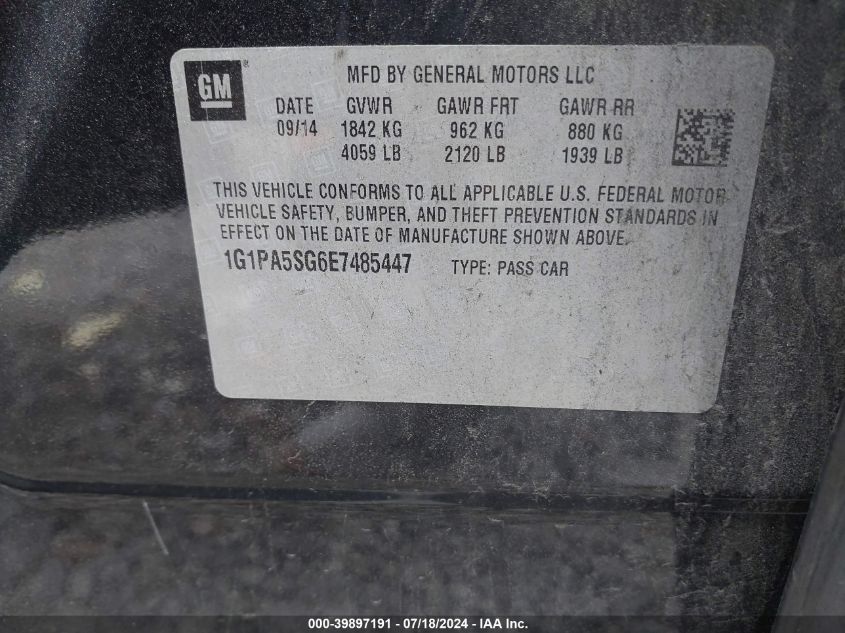 GM
MFD BY GENERAL MOTORS LLC
DATE GVWR GAWR FRT GAWR RR
09/14 1842 KG 962 KG 880 KG
4059 LB 2120 LB 1939 LB
THIS VEHICLE CONFORMS TO ALL APPLICABLE U.S. FEDERAL MOTOR
VEHICLE SAFETY, BUMPER, AND THEFT PREVENTION STANDARDS IN
EFFECT ON THE DATE OF MANUFACTURE SHOWN ABOVE.
1G1PA5SG6E7485447 TYPE: PASS CAR
000-39897191 - 07/18/2024 - IAA Inc.